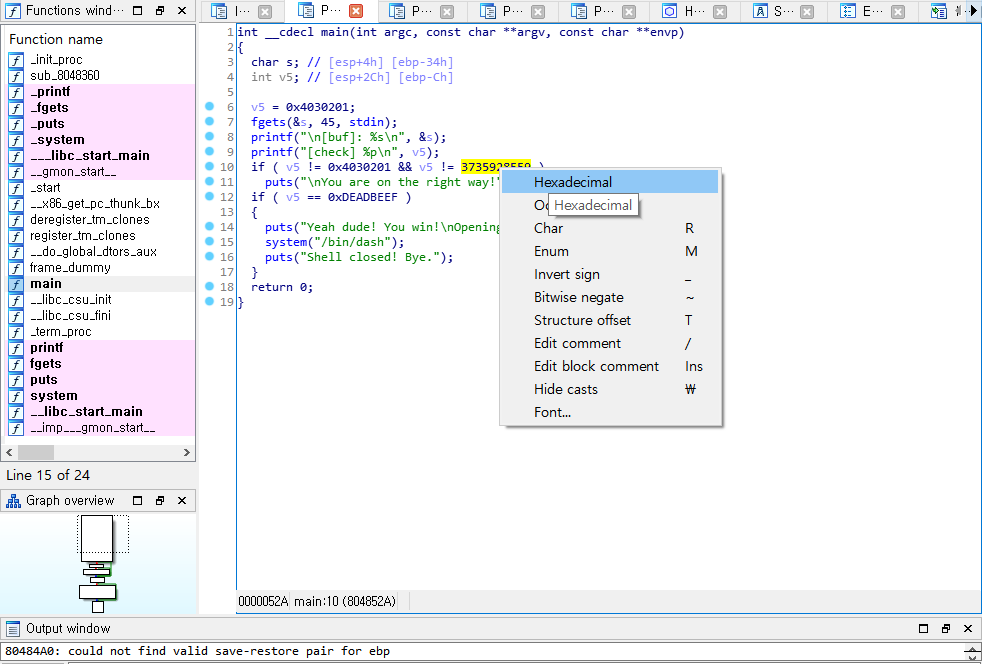 Functions wind···
I···
P···
P···
P···
P···
H···
S···
E···
Function name
_init_proc
sub_8048360
_printf
_fgets
_puts
_system
___libc_start_main
__gmon_start__
_start
__x86_get_pc_thunk_bx
deregister_tm_clones
register_tm_clones
__do_global_dtors_aux
frame_dummy
main
__libc_csu_init
__libc_csu_fini
_term_proc
printf
fgets
puts
system
__libc_start_main
__imp___gmon_start__
Line 15 of 24
Graph overview
1 int __cdecl main(int argc, const char **argv, const char **envp)
2 {
3 char s; // [esp+4h] [ebp-34h]
4 int v5; // [esp+2Ch] [ebp-Ch]
5
6 v5 = 0x4030201;
7 fgets(&s, 45, stdin);
8 printf("\n[buf]: %s\n", &s);
9 printf("[check] %p\n", v5);
10 if ( v5 != 0x4030201 && v5 != 3735928559 )
11 puts("\nYou are on the right way!"
12 if ( v5 == 0xDEADBEEF )
13 {
14 puts("Yeah dude! You win!\nOpening
15 system("/bin/dash");
16 puts("Shell closed! Bye.");
17 }
18 return 0;
19 }
Hexadecimal
Hexadecimal
Char R
Enum M
Invert sign _
Bitwise negate ~
Structure offset T
Edit comment /
Edit block comment Ins
Hide casts ₩
Font...
0000052A main:10 (804852A)
Output window
80484A0: could not find valid save-restore pair for ebp